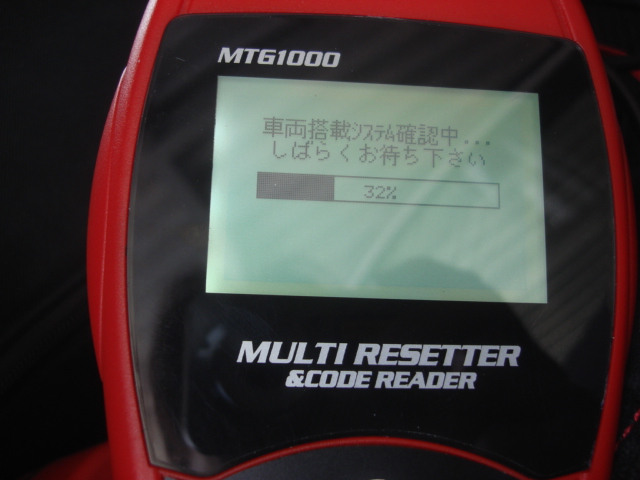 MTG1000
車両搭載システム確認中...
しばらくお待ち下さい
32%
MULTI RESETTER
&CODE READER